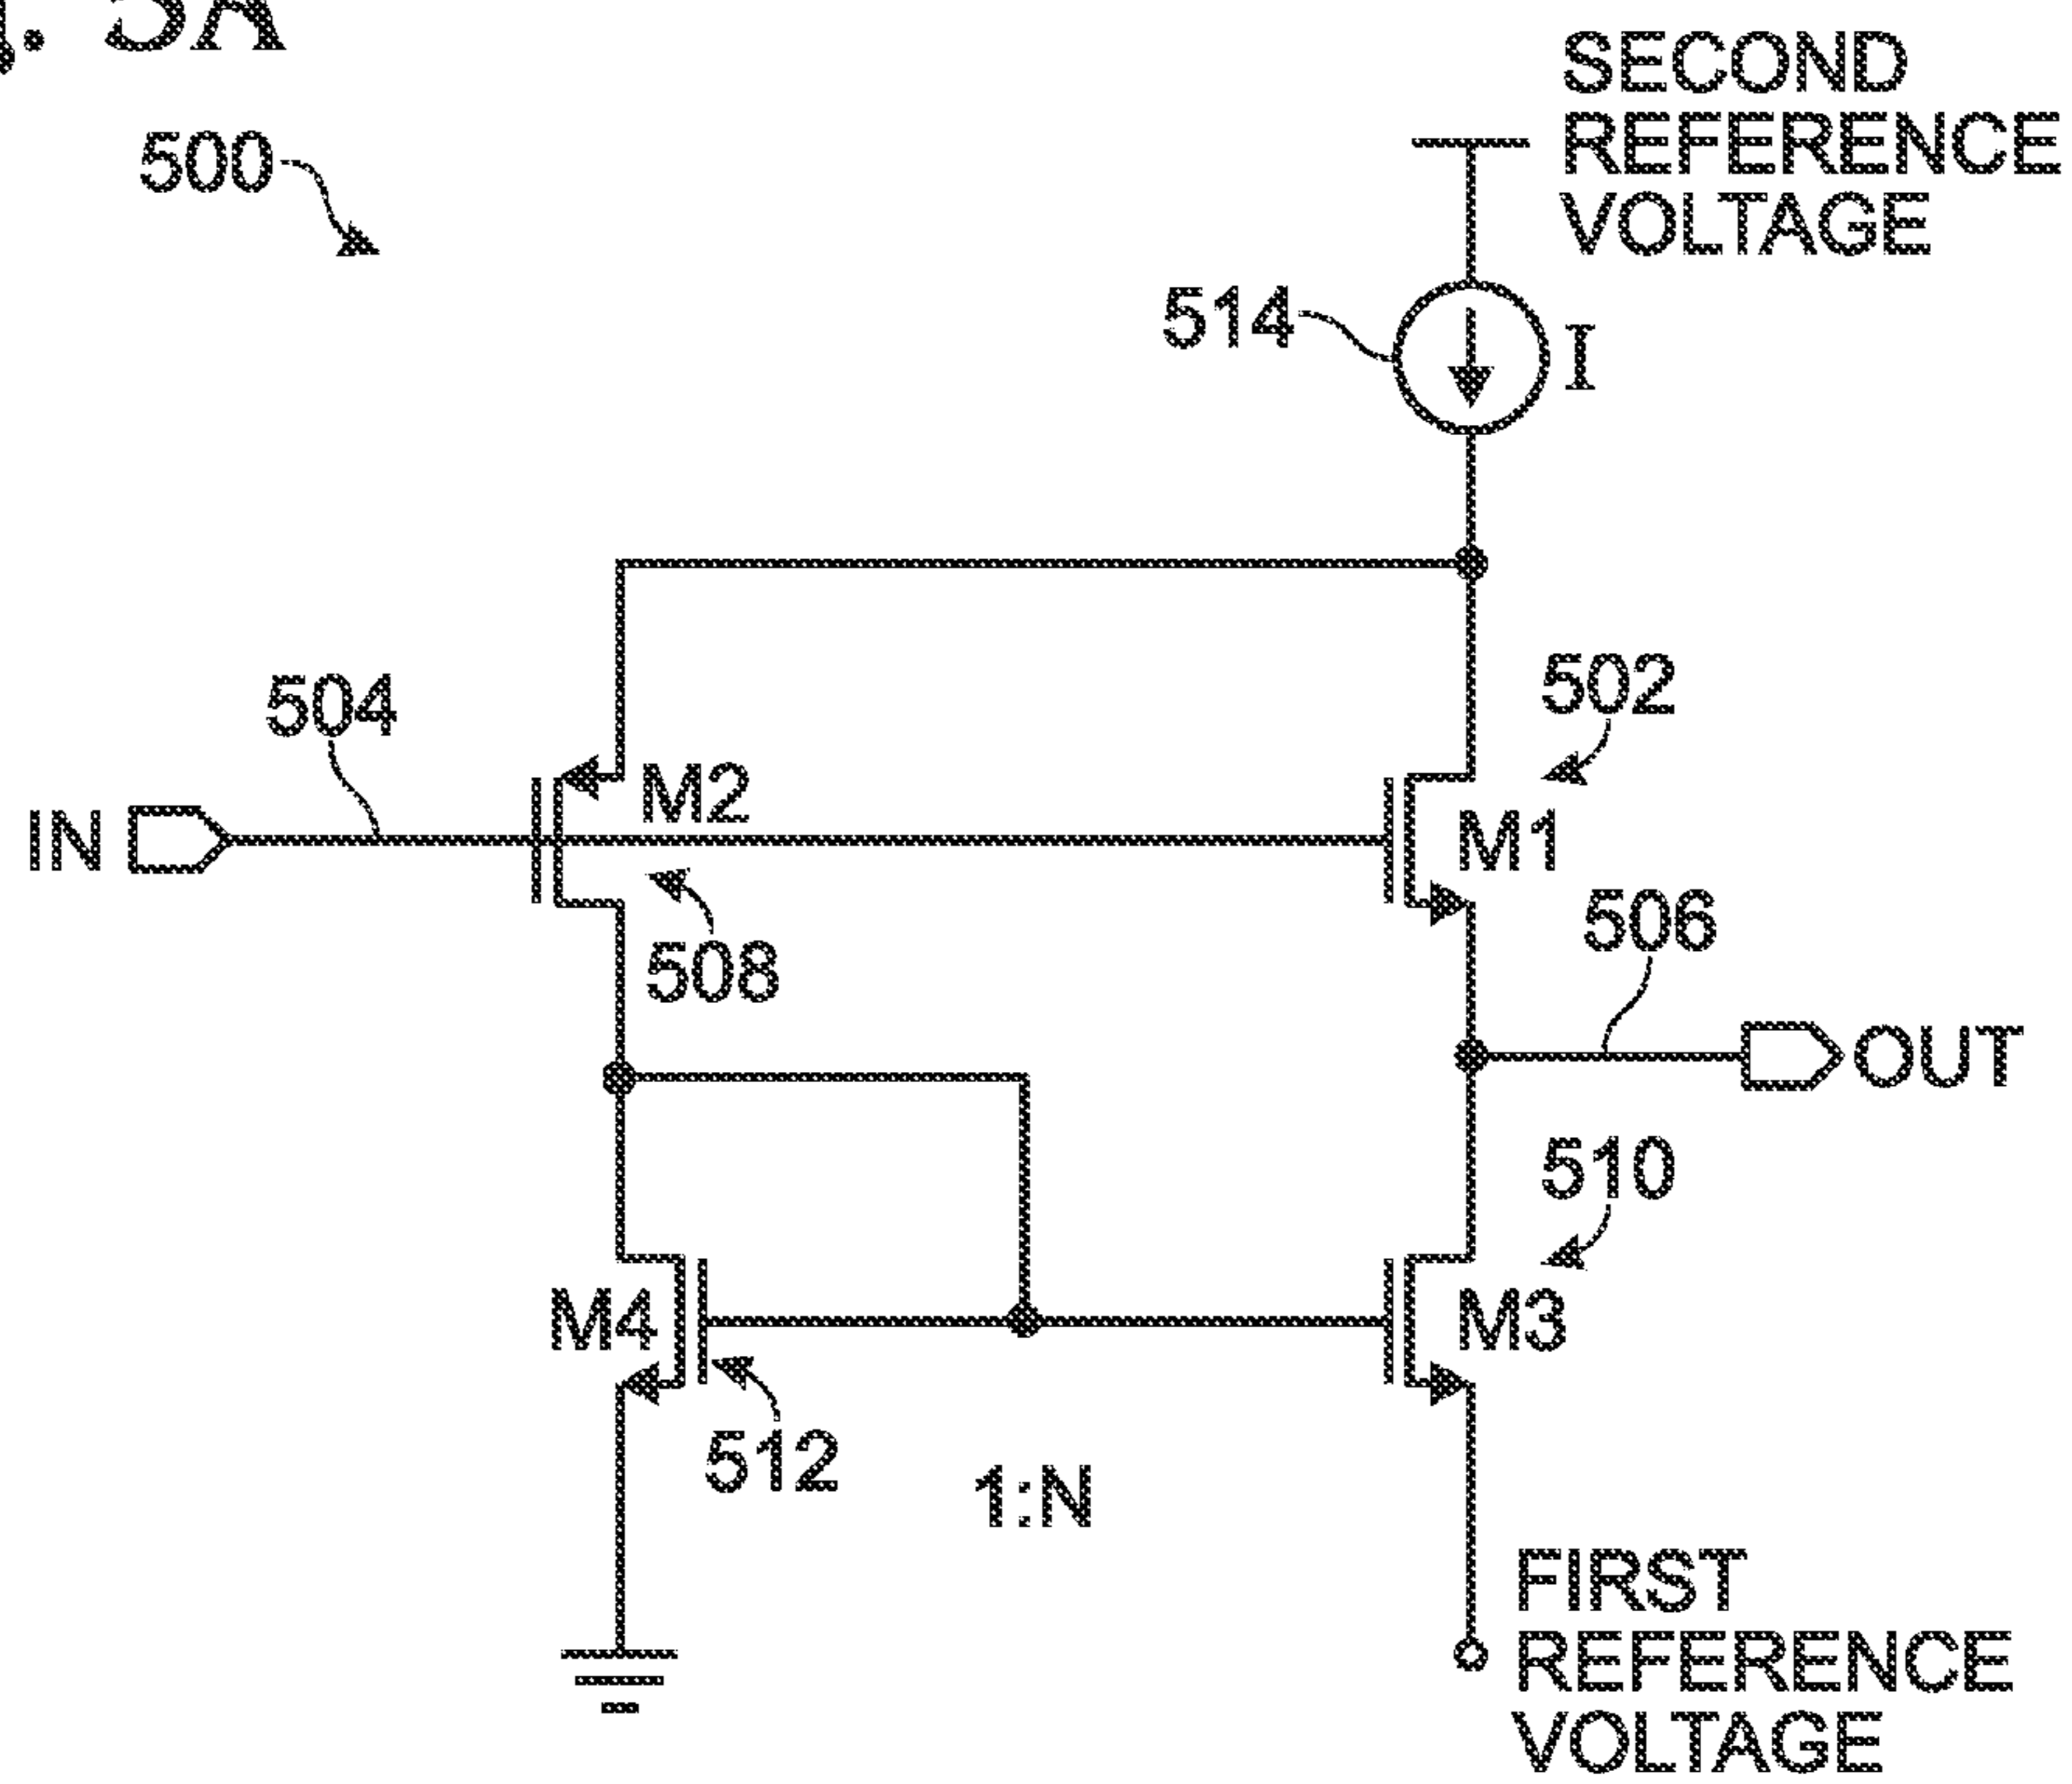 5A
500
SECOND
REFERENCE
VOLTAGE
514
I
504
502
IN
M2
M1
508
506
OUT
510
M4
M3
512
1:N
FIRST
REFERENCE
VOLTAGE